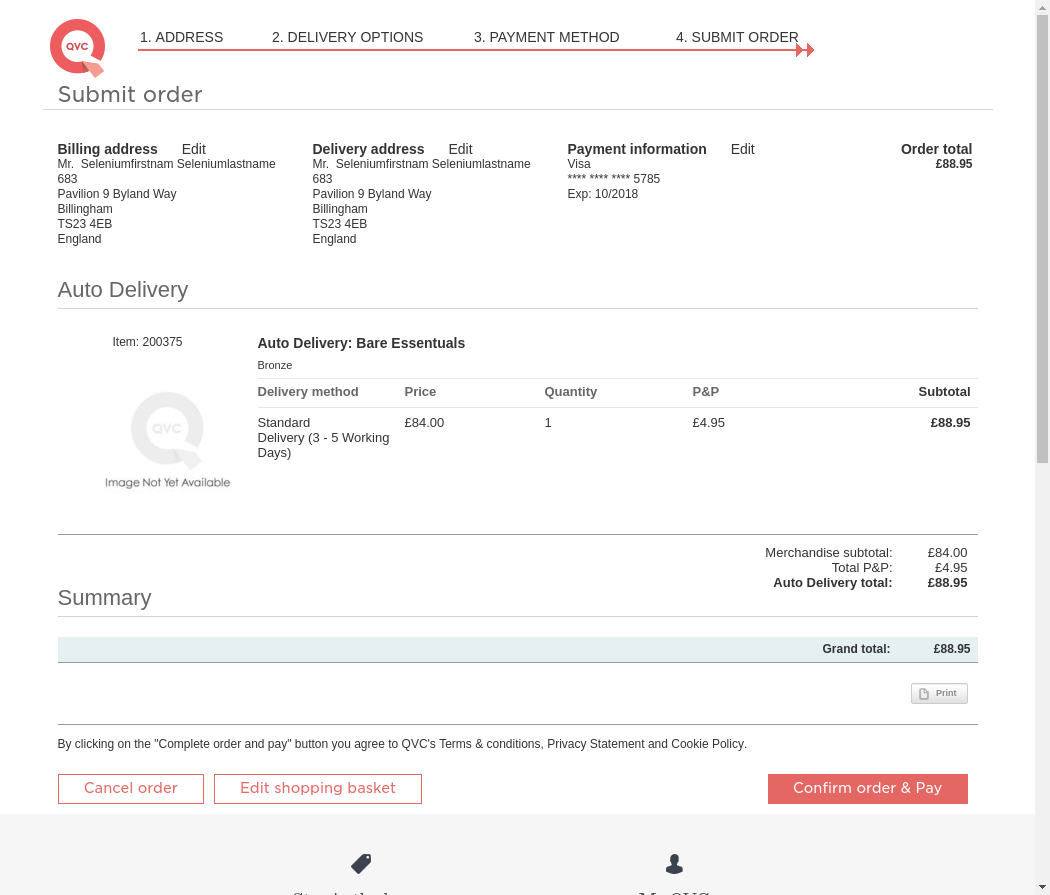 QVC
1. ADDRESS
2. DELIVERY OPTIONS
3. PAYMENT METHOD
4. SUBMIT ORDER
Submit order
Billing address Edit
Mr. Seleniumfirstnam Seleniumlastname
683
Pavilion 9 Byland Way
Billingham
TS23 4EB
England
Delivery address Edit
Mr. Seleniumfirstnam Seleniumlastname
683
Pavilion 9 Byland Way
Billingham
TS23 4EB
England
Payment information Edit
Visa
**** **** **** 5785
Exp: 10/2018
Order total
£88.95
Auto Delivery
Item: 200375
QVC
Image Not Yet Available
Auto Delivery: Bare Essentuals
Bronze
Delivery method Price Quantity P&P Subtotal
Standard £84.00 1 £4.95 £88.95
Delivery (3 - 5 Working
Days)
Merchandise subtotal: £84.00
Total P&P: £4.95
Auto Delivery total: £88.95
Summary
Grand total: £88.95
Print
By clicking on the "Complete order and pay" button you agree to QVC's Terms & conditions, Privacy Statement and Cookie Policy.
Cancel order
Edit shopping basket
Confirm order & Pay